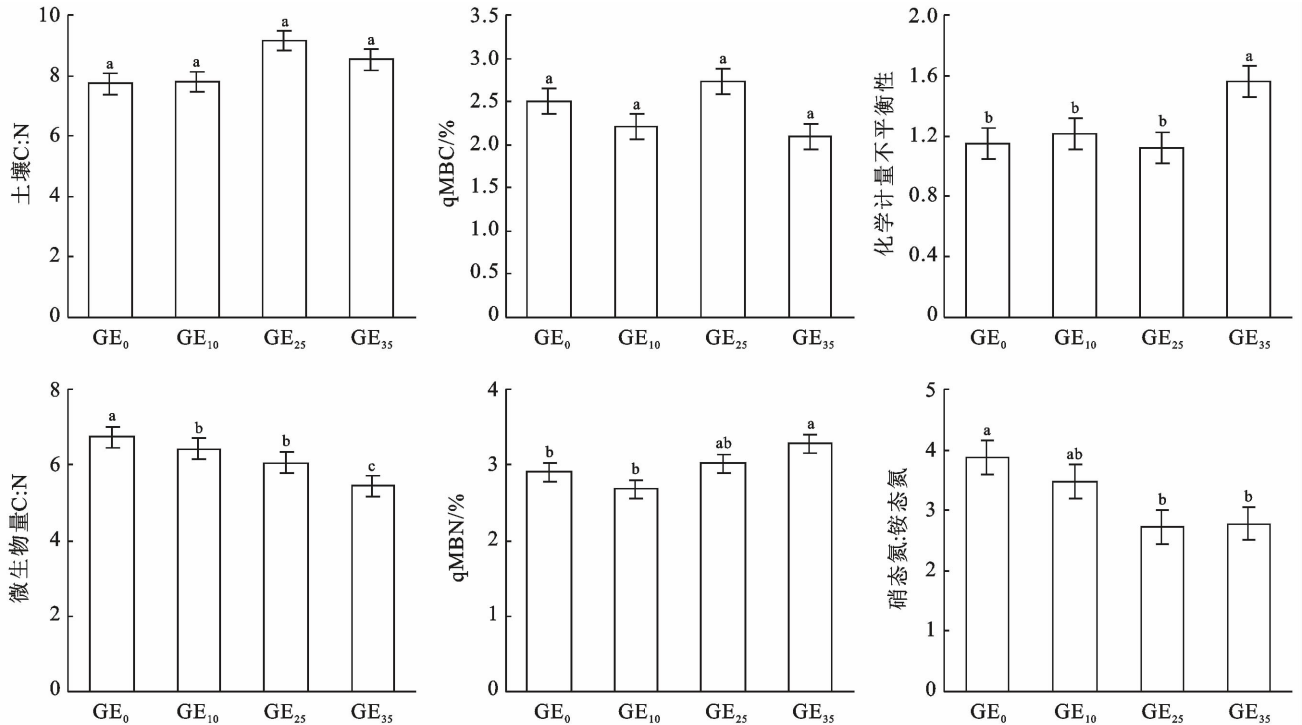 土壤C:N
10
8
6
4
2
0
a
a
a
a
GE₀ GE₁₀ GE₂₅ GE₃₅
qMBC/%
3.5
3.0
2.5
2.0
1.5
1.0
0.5
0
a
a
a
a
GE₀ GE₁₀ GE₂₅ GE₃₅
化学计量不平衡性
2.0
1.6
1.2
0.8
0.4
0
b
b
b
a
GE₀ GE₁₀ GE₂₅ GE₃₅
微生物量C:N
8
6
4
2
0
a
b
b
c
GE₀ GE₁₀ GE₂₅ GE₃₅
qMBN/%
4
3
2
1
0
b
b
ab
a
GE₀ GE₁₀ GE₂₅ GE₃₅
硝态氮:铵态氮
5
4
3
2
1
0
a
ab
b
b
GE₀ GE₁₀ GE₂₅ GE₃₅